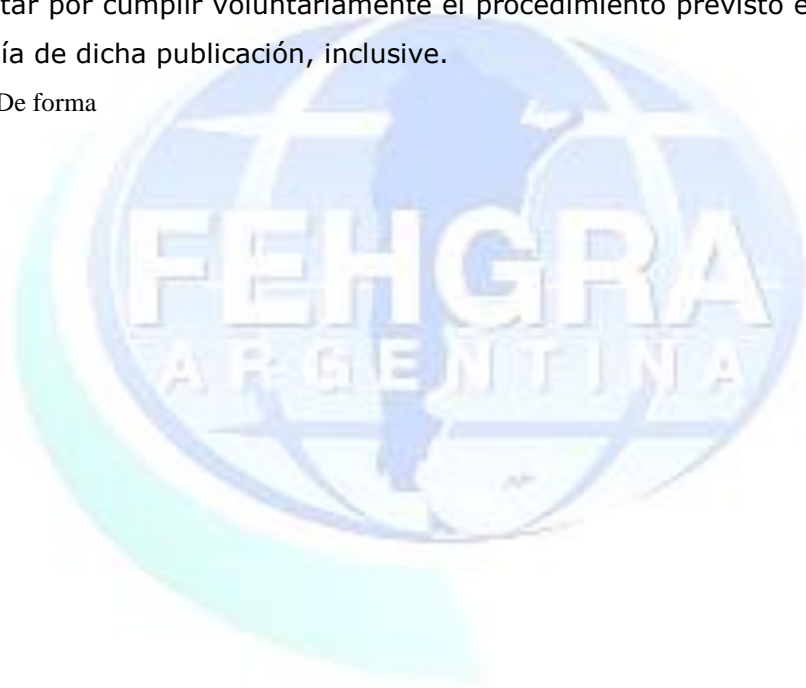 tar por cumplir voluntariamente el procedimiento previsto e
ía de dicha publicación, inclusive.
De forma
FEHGRA
ARGENTINA